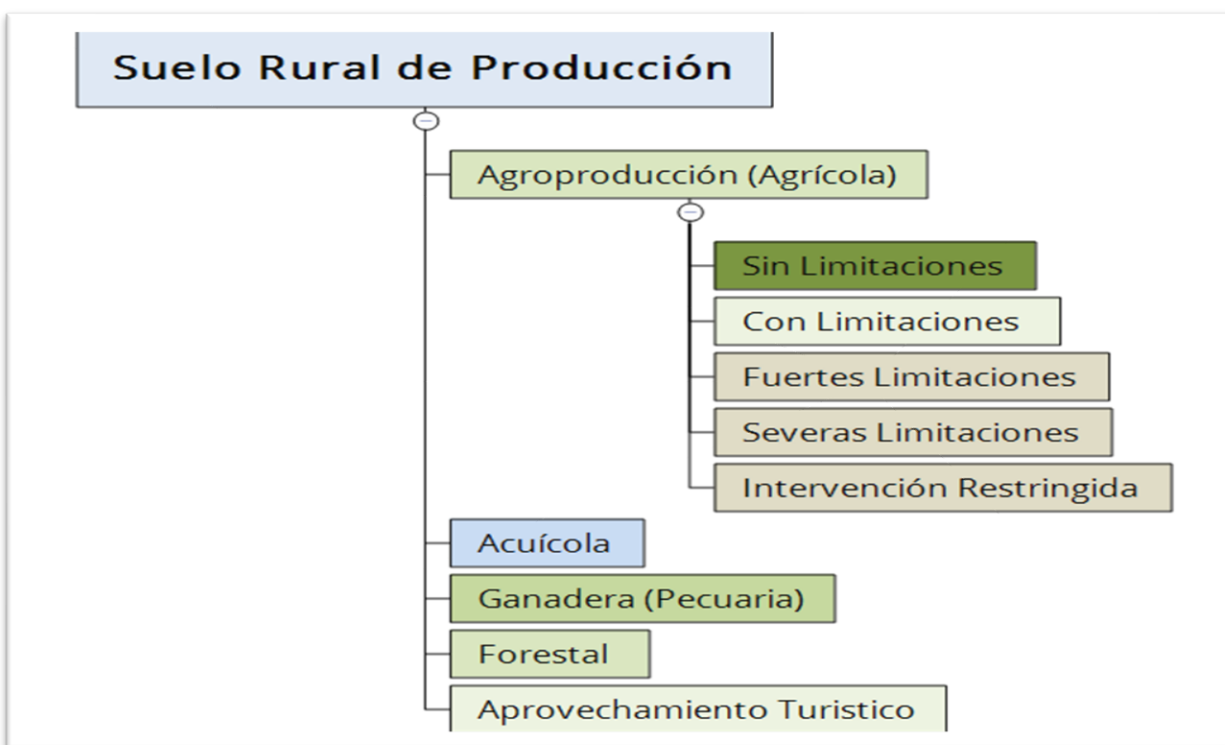 Suelo Rural de Producción
Agroproducción (Agrícola)
Sin Limitaciones
Con Limitaciones
Fuertes Limitaciones
Severas Limitaciones
Intervención Restringida
Acuícola
Ganadera (Pecuaria)
Forestal
Aprovechamiento Turistico